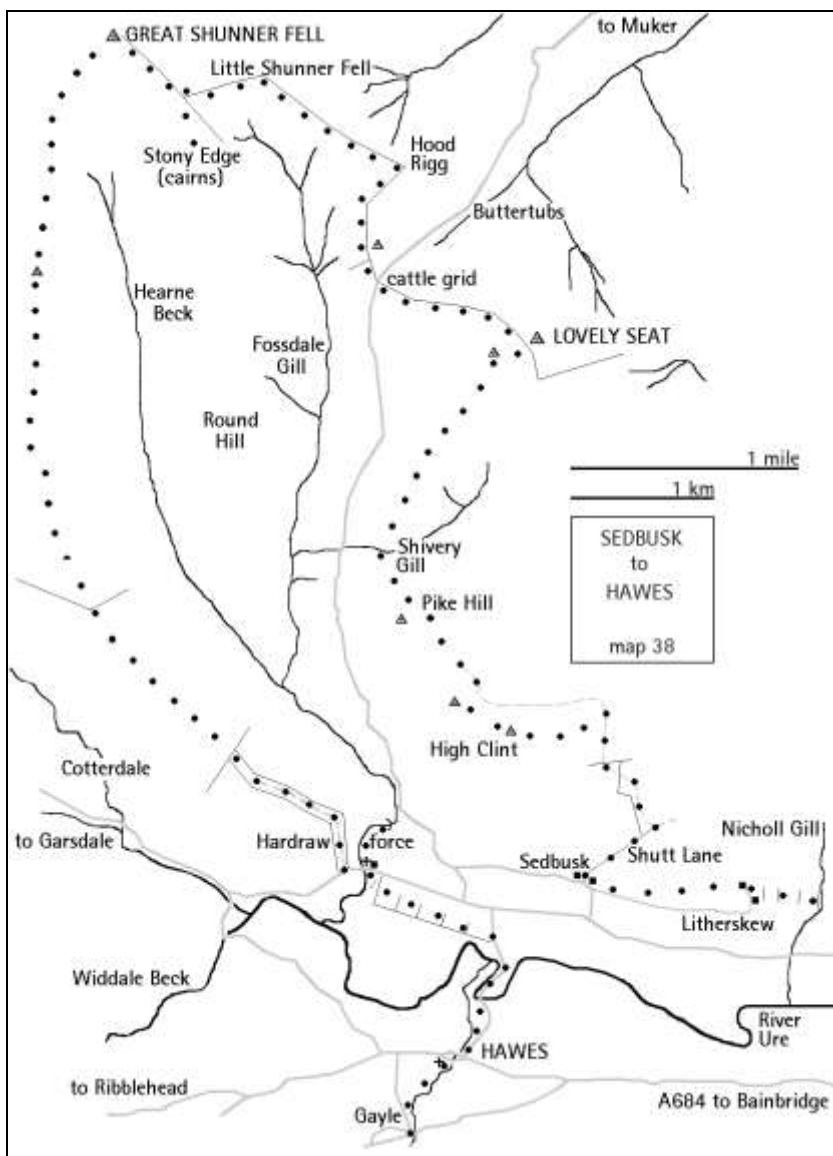 GREAT SHUNNER FELL
to Muker
Little Shunner Fell
Hood
Rigg
Stony Edge
(cairns)
Buttertubs
Hearne
Beck
cattle grid
Fossdale
Gill
LOVELY SEAT
Round
Hill
1 mile
1 km
Shivery
Gill
SEDBUSK
to
HAWES
map 38
Pike Hill
High Clint
Cotterdale
to Garsdale
Hardraw
force
Nicholl Gill
Sedbusk
Shutt Lane
Litherskew
Widdale Beck
River
Ure
HAWES
to Ribblehead
Gayle
A684 to Bainbridge